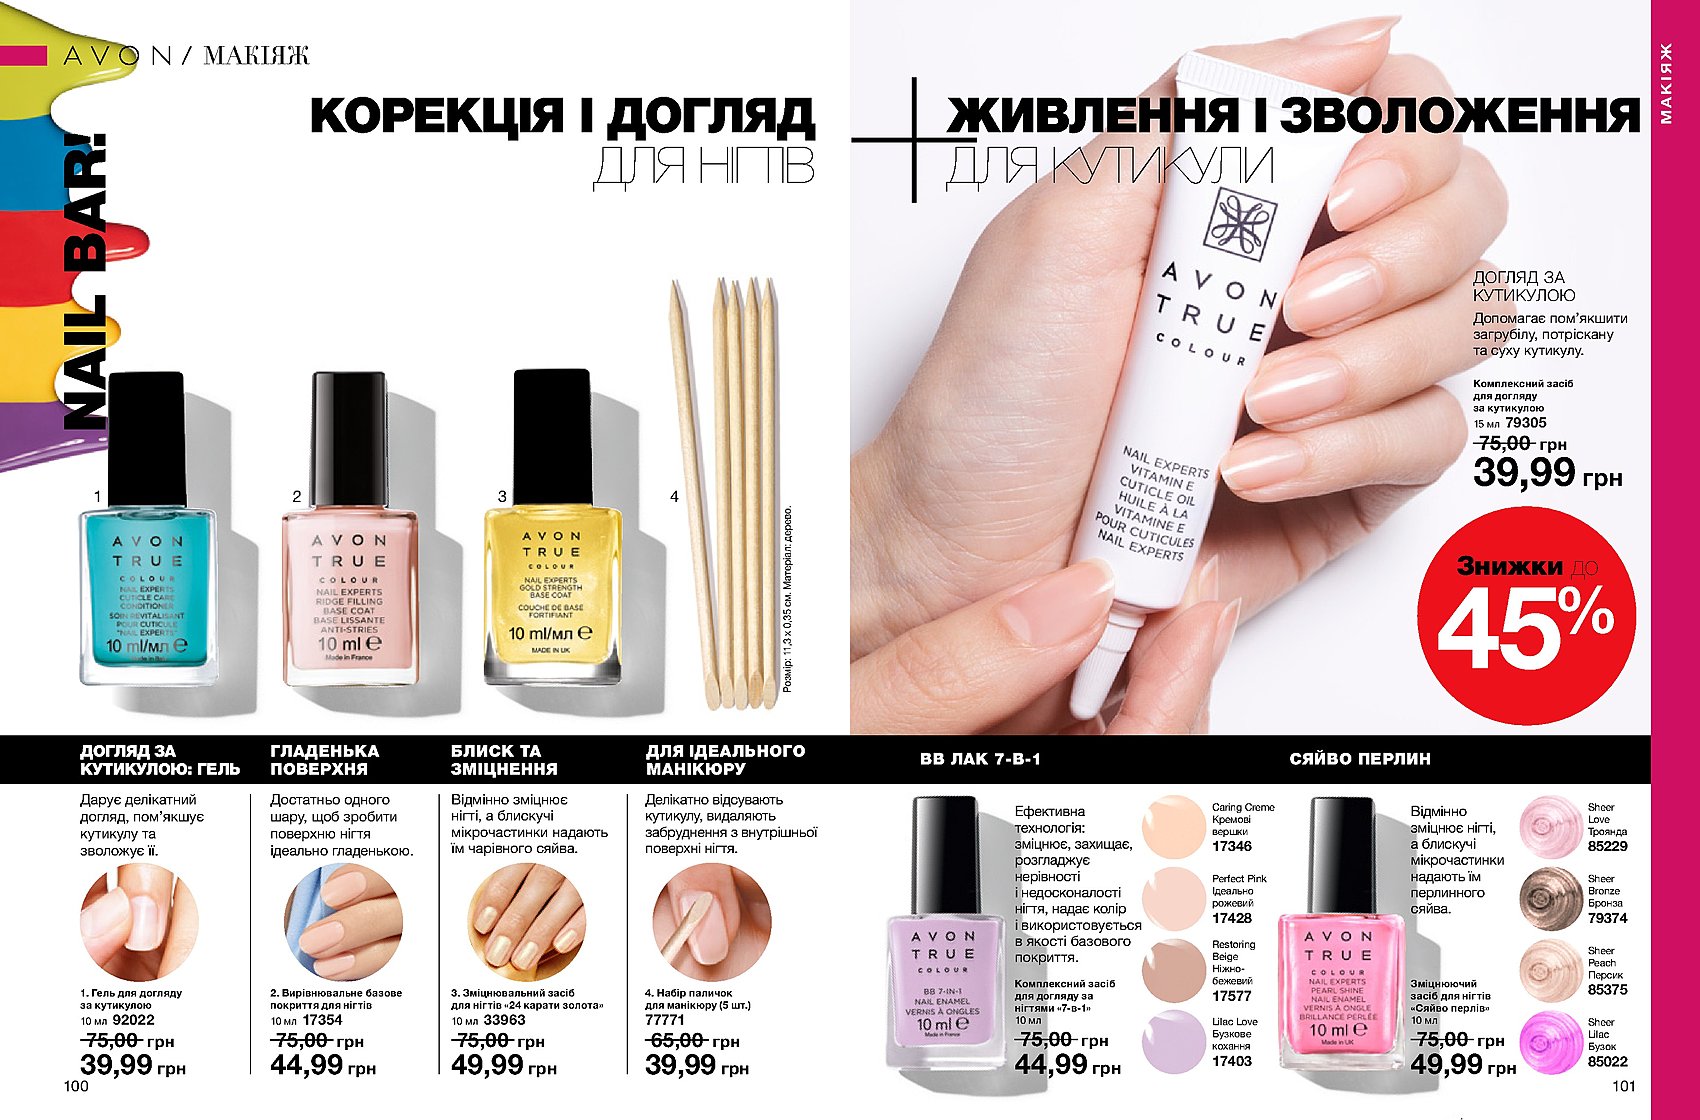 AVON / МАКІЯЖ
NAIL BAR!
КОРЕКЦІЯ І ДОГЛЯД
ДЛЯ НІГТІВ
1
AVON
TRUE
COLOUR
NAIL EXPERTS
CUTICLE CARE
CONDITIONER
SOIN REVITALISANT
POUR CUTICULE
"NAIL EXPERTS"
10 ml/мл e
2
AVON
TRUE
COLOUR
NAIL EXPERTS
RIDGE FILLING
BASE COAT
BASE LISSANTE
ANTI-STRIES
10 ml e
Made in France
3
AVON
TRUE
COLOUR
NAIL EXPERTS
GOLD STRENGTH
BASE COAT
COUCHE DE BASE
FORTIFIANT
10 ml/мл e
MADE IN UK
4
Розмір: 11,3 x 0,35 см. Матеріал: дерево.
ДОГЛЯД ЗА
КУТИКУЛОЮ: ГЕЛЬ
Дарує делікатний
догляд, пом’якшує
кутикулу та
зволожує її.
1. Гель для догляду
за кутикулою
10 мл 92022
75,00 грн
39,99 грн
ГЛАДЕНЬКА
ПОВЕРХНЯ
Достатньо одного
шару, щоб зробити
поверхню нігтя
ідеально гладенькою.
2. Вирівнювальне базове
покриття для нігтів
10 мл 17354
75,00 грн
44,99 грн
БЛИСК ТА
ЗМІЦНЕННЯ
Відмінно зміцнює
нігті, а блискучі
мікрочастинки надають
їм чарівного сяйва.
3. Зміцнювальний засіб
для нігтів «24 карати золота»
10 мл 33963
75,00 грн
49,99 грн
ДЛЯ ІДЕАЛЬНОГО
МАНІКЮРУ
Делікатно відсувають
кутикулу, видаляють
забруднення з внутрішньої
поверхні нігтя.
4. Набір паличок
для манікюру (5 шт.)
77771
65,00 грн
39,99 грн
100
МАКІЯЖ
ЖИВЛЕННЯ І ЗВОЛОЖЕННЯ
ДЛЯ КУТИКУЛИ
AVON
TRUE
COLOUR
NAIL EXPERTS
VITAMIN E
CUTICLE OIL
HUILE À LA
VITAMINE E
POUR CUTICULES
NAIL EXPERTS
ДОГЛЯД ЗА
КУТИКУЛОЮ
Допомагає пом’якшити
загрубілу, потріскану
та суху кутикулу.
Комплексний засіб
для догляду
за кутикулою
15 мл 79305
75,00 грн
39,99 грн
Знижки до
45%
BB ЛАК 7-В-1
AVON
TRUE
COLOUR
BB 7-IN-1
NAIL ENAMEL
VERNIS À ONGLES
10 ml e
Made in France
Ефективна
технологія:
зміцнює, захищає,
розгладжує
нерівності
і недосконалості
нігтя, надає колір
і використовується
в якості базового
покриття.
Комплексний засіб
для догляду за
нігтями «7-в-1»
10 мл
75,00 грн
44,99 грн
Caring Creme
Кремові
вершки
17346
Perfect Pink
Ідеально
рожевий
17428
Restoring
Beige
Ніжно-
бежевий
17577
Lilac Love
Бузкове
кохання
17403
СЯЙВО ПЕРЛИН
AVON
TRUE
COLOUR
NAIL EXPERTS
PEARL SHINE
NAIL ENAMEL
VERNIS À ONGLE
BRILLANCE PERLÉE
10 ml e
Made in UK
Відмінно
зміцнює нігті,
а блискучі
мікрочастинки
надають їм
перлинного
сяйва.
Зміцнюючий
засіб для нігтів
«Сяйво перлів»
10 мл
75,00 грн
49,99 грн
Sheer
Love
Троянда
85229
Sheer
Bronze
Бронза
79374
Sheer
Peach
Персик
85375
Sheer
Lilac
Бузок
85022
101